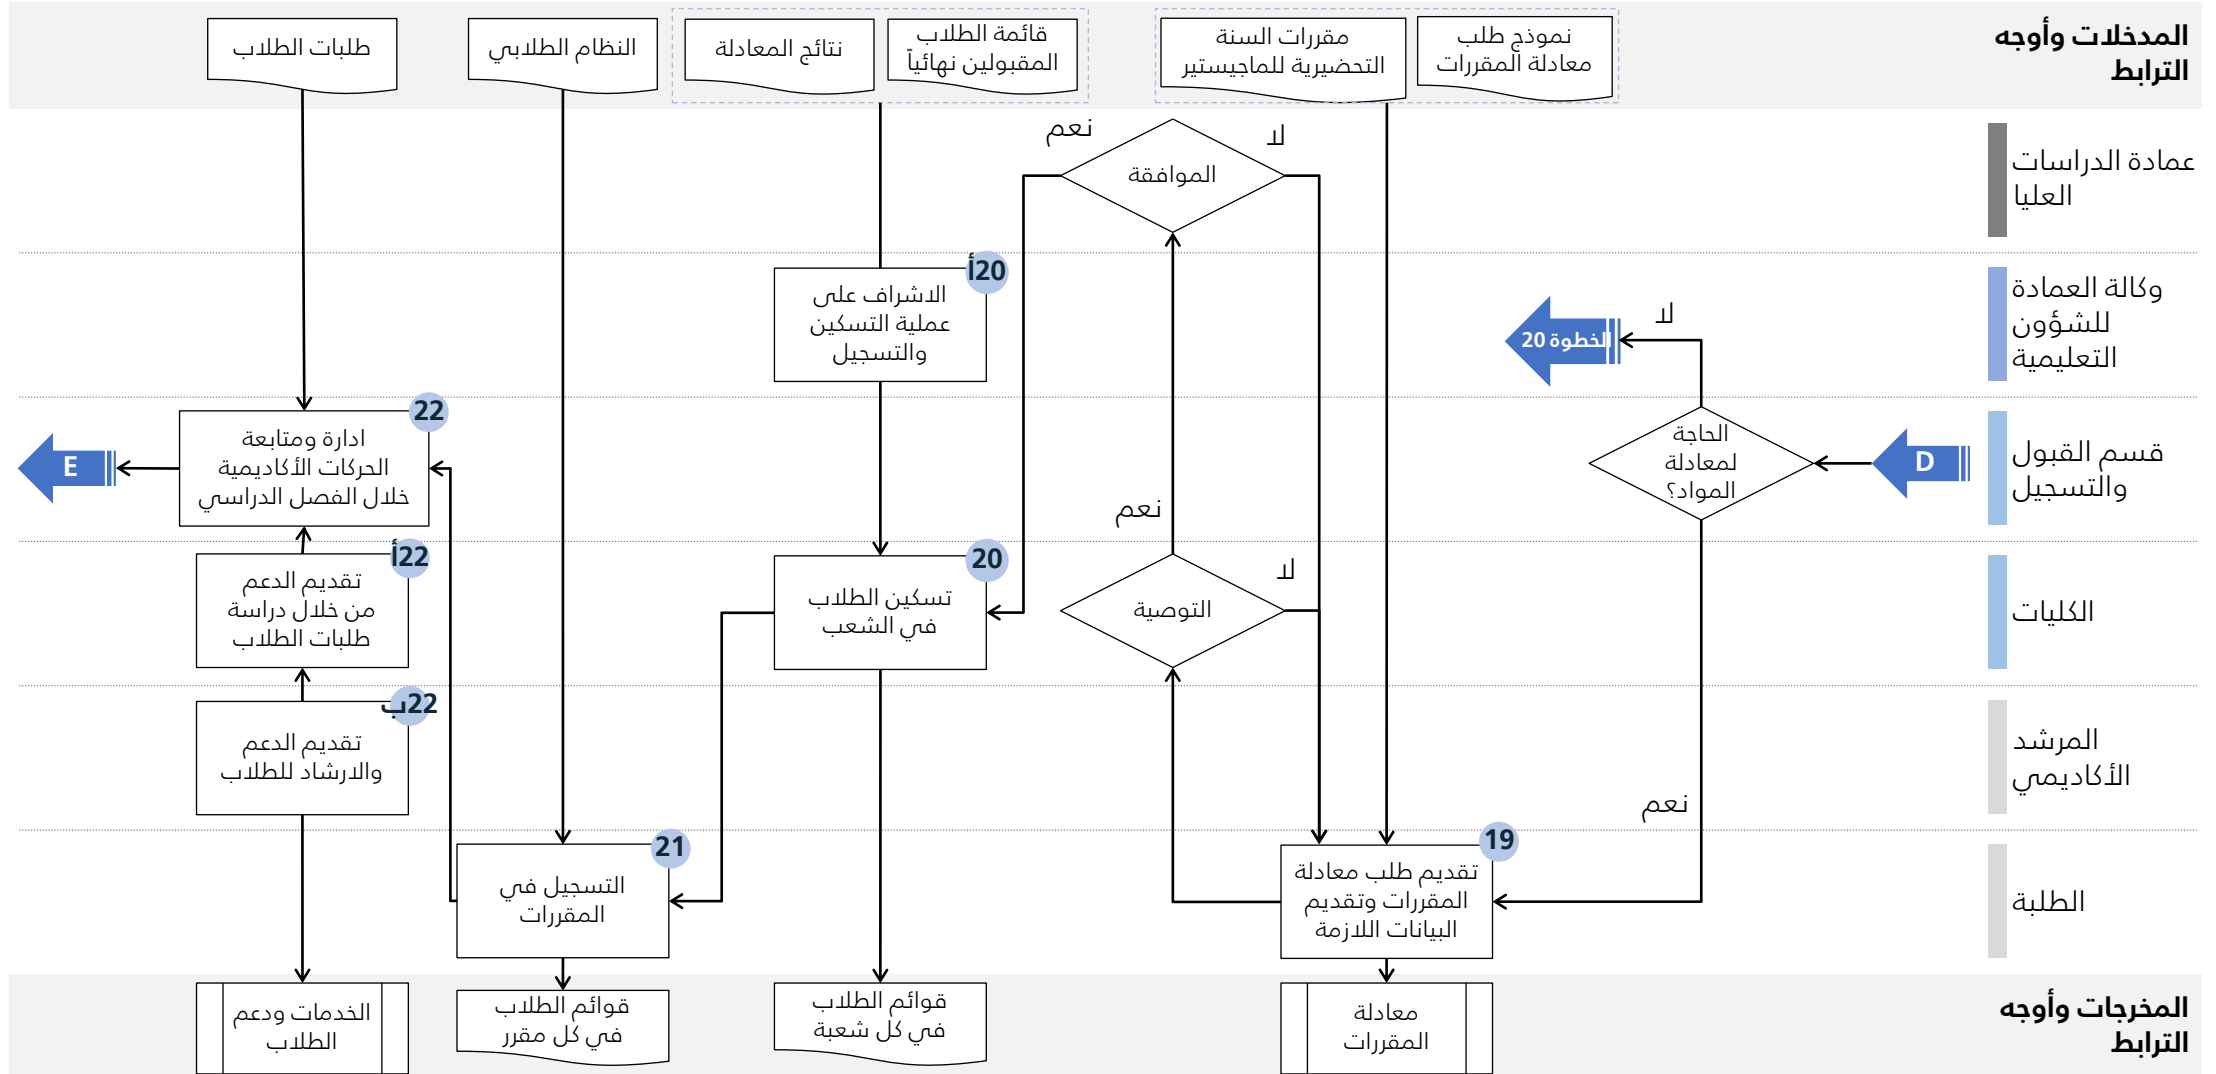 المدخلات وأوجه
الترابط
نموذج طلب
معادلة المقررات
مقررات السنة
التحضيرية للماجيستير
قائمة الطلاب
المقبولين نهائياً
نتائج المعادلة
النظام الطلابي
طلبات الطلاب
عمادة الدراسات
العليا
لا
الموافقة
نعم
وكالة العمادة
للشؤون
التعليمية
لا
الخطوة 20
20أ
الاشراف على
عملية التسكين
والتسجيل
قسم القبول
والتسجيل
D
الحاجة
لمعادلة
المواد؟
22
ادارة ومتابعة
الحركات الأكاديمية
خلال الفصل الدراسي
E
نعم
الكليات
لا
التوصية
20
تسكين الطلاب
في الشعب
22أ
تقديم الدعم
من خلال دراسة
طلبات الطلاب
المرشد
الأكاديمي
نعم
22ب
تقديم الدعم
والارشاد للطلاب
الطلبة
19
تقديم طلب معادلة
المقررات وتقديم
البيانات اللازمة
21
التسجيل في
المقررات
المخرجات وأوجه
الترابط
معادلة
المقررات
قوائم الطلاب
في كل شعبة
قوائم الطلاب
في كل مقرر
الخدمات ودعم
الطلاب